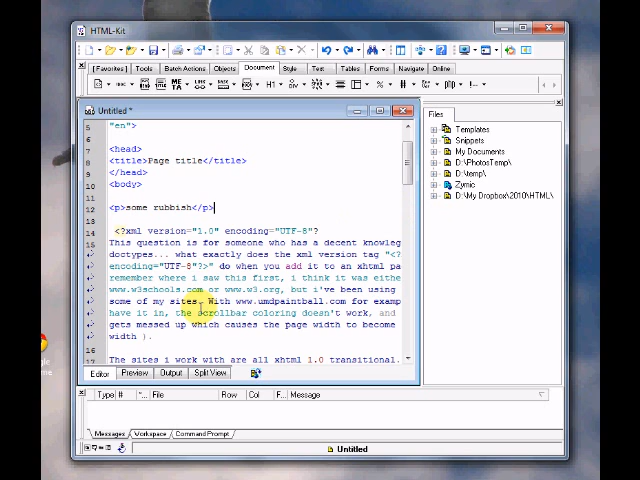 HTML-Kit
[Favorites] Tools Actions Bar Objects Document Style Text Forms Tables Navigate Online
META
H1
Untitled *
Files
5 "en">
6
7 <head>
8 <title>Page title</title>
9 </head>
10 <body>
11
12 <p>some rubbish</p>
13
14 <?xml version="1.0" encoding="UTF-8"?
15 This question is for someone who has a decent knowleg
doctypes... what exactly does the xml version tag "<?
encoding="UTF-8"?>" do when you add it to an xhtml pa
remember where i saw this first, i think it was eithe
www.w3schools.com or www.w3.org, but i've been using
some of my sites. With www.umdpaintball.com for examp
have it in, the scrollbar coloring doesn't work, and
gets messed up which causes the page width to become
width ).
16
17 The sites i work with are all xhtml 1.0 transitional.
Templates
Snippets
My Documents
D:\PhotosTemp\
D:\temp\
Zymic
D:\My Dropbox\2010\HTML\
Editor Preview Output Split View
Type # "... File Row Col F... Message
Messages Workspace Command Prompt
Untitled